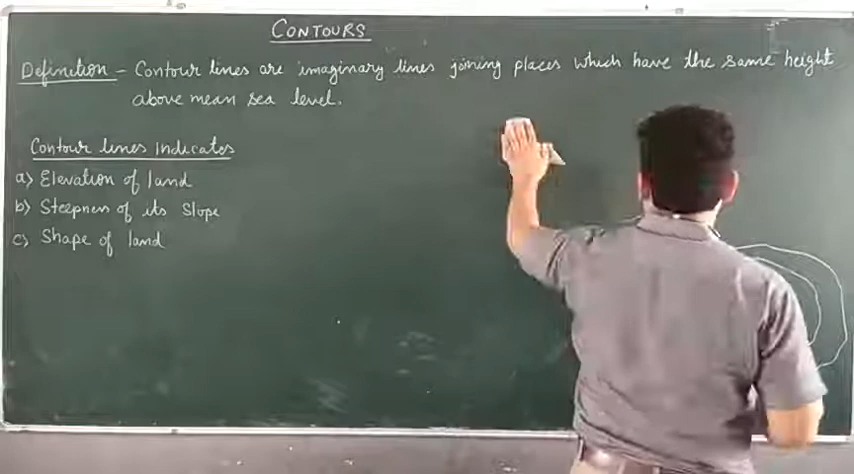 CONTOURS
Definition - Contour lines are imaginary lines joining places which have the same height
above mean sea level.
Contour lines indicates
a) Elevation of land
b) Steepness of its Slope
c) Shape of land